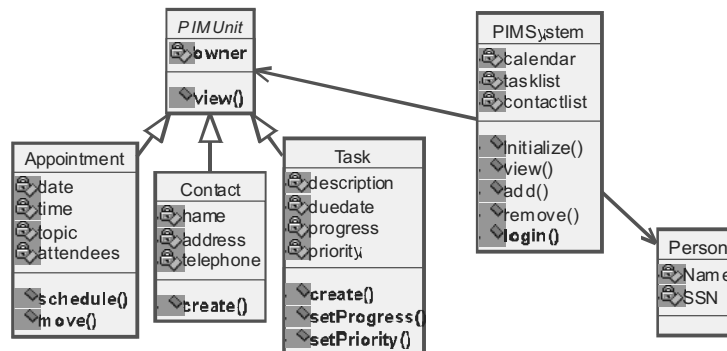 PIMUnit
owner
view()
PIMSystem
calendar
tasklist
contactlist
Initialize()
view()
add()
remove()
login()
Appointment
date
time
topic
attendees
schedule()
move()
Contact
hame
address
telephone
create()
Task
description
duedate
progress
priority
create()
setProgress()
setPriority()
Person
Name
SSN